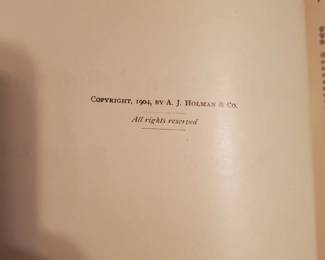 Copyright, 1904, by A. J. Holman & Co.
All rights reserved